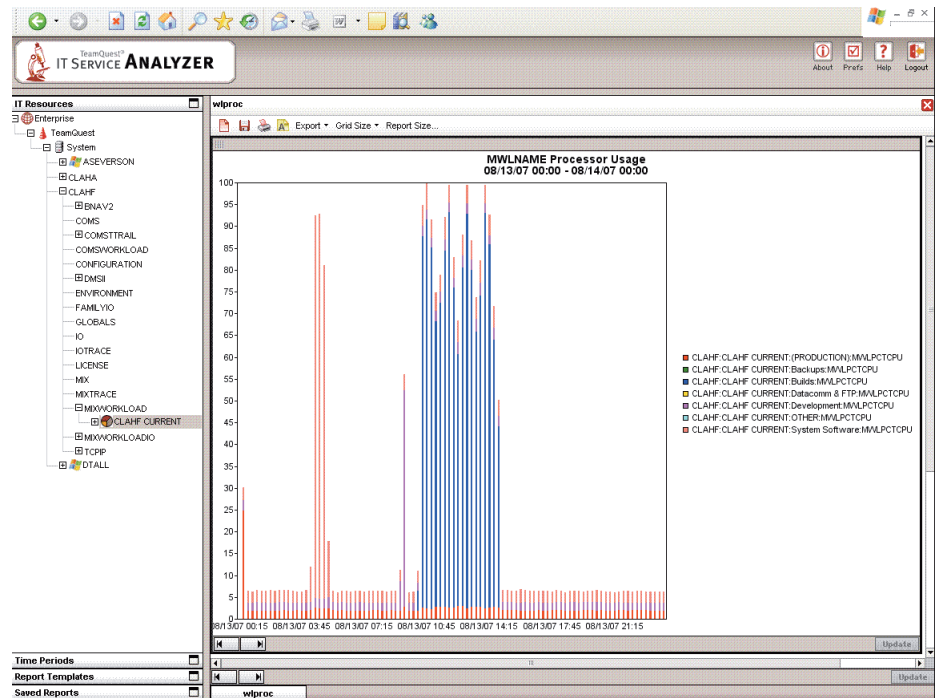 TeamQuest®
IT SERVICE ANALYZER
About
Prefs
Help
Logout
IT Resources
Enterprise
TeamQuest
System
ASEVERSON
CLAHA
CLAHF
BNAV2
COMS
COMSTTRAIL
COMSWORKLOAD
CONFIGURATION
DMSII
ENVIRONMENT
FAMILYIO
GLOBALS
IO
IOTRACE
LICENSE
MIX
MIXTRACE
MIXWORKLOAD
CLAHF CURRENT
MIXWORKLOADIO
TCPIP
DTALL
Time Periods
Report Templates
Saved Reports
wlproc
Export
Grid Size
Report Size...
MWLNAME Processor Usage
08/13/07 00:00 - 08/14/07 00:00
100
95
90
85
80
75
70
65
60
55
50
45
40
35
30
25
20
15
10
5
0
08/13/07 00:15 08/13/07 03:45 08/13/07 07:15 08/13/07 10:45 08/13/07 14:15 08/13/07 17:45 08/13/07 21:15
CLAHF:CLAHF CURRENT:(PRODUCTION):MWLPCTCPU
CLAHF:CLAHF CURRENT:Backups:MWLPCTCPU
CLAHF:CLAHF CURRENT:Builds:MWLPCTCPU
CLAHF:CLAHF CURRENT:Datacomm & FTP:MWLPCTCPU
CLAHF:CLAHF CURRENT:Development:MWLPCTCPU
CLAHF:CLAHF CURRENT:OTHER:MWLPCTCPU
CLAHF:CLAHF CURRENT:System Software:MWLPCTCPU
Update
Update
wlproc